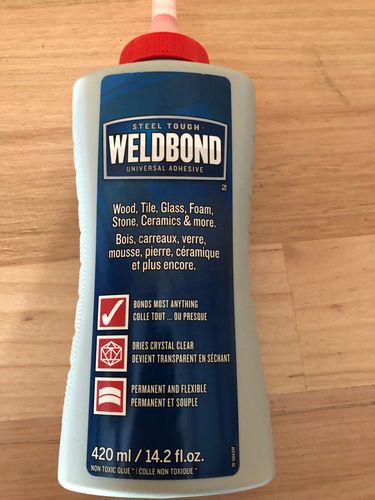 STEEL TOUGH
WELDBOND
UNIVERSAL ADHESIVE
Wood, Tile, Glass, Foam,
Stone, Ceramics & more.
Bois, carreaux, verre,
mousse, pierre, céramique
et plus encore.
BONDS MOST ANYTHING
COLLE TOUT ... OU PRESQUE
DRIES CRYSTAL CLEAR
DEVIENT TRANSPARENT EN SÉCHANT
PERMANENT AND FLEXIBLE
PERMANENT ET SOUPLE
420 ml / 14.2 fl.oz.
NON TOXIC GLUE * | COLLE NON TOXIQUE *